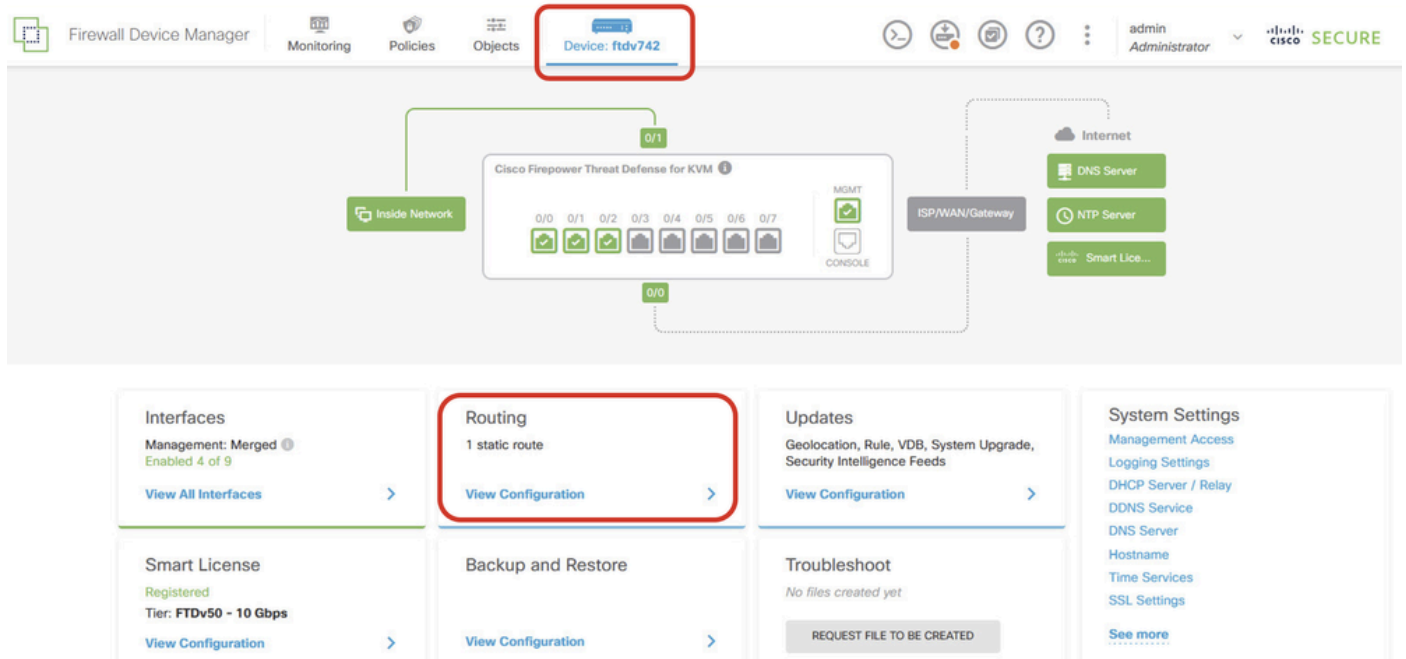 Firewall Device Manager
Monitoring
Policies
Objects
Device: ftdv742
admin
Administrator
cisco SECURE
0/1
Internet
Cisco Firepower Threat Defense for KVM
DNS Server
MGMT
Inside Network
0/0 0/1 0/2 0/3 0/4 0/5 0/6 0/7
ISP/WAN/Gateway
NTP Server
CONSOLE
cisco Smart Lice...
0/0
Interfaces
Management: Merged
Enabled 4 of 9
View All Interfaces
Routing
1 static route
View Configuration
Updates
Geolocation, Rule, VDB, System Upgrade,
Security Intelligence Feeds
View Configuration
System Settings
Management Access
Logging Settings
DHCP Server / Relay
DDNS Service
DNS Server
Hostname
Time Services
SSL Settings
See more
Smart License
Registered
Tier: FTDv50 - 10 Gbps
View Configuration
Backup and Restore
View Configuration
Troubleshoot
No files created yet
REQUEST FILE TO BE CREATED